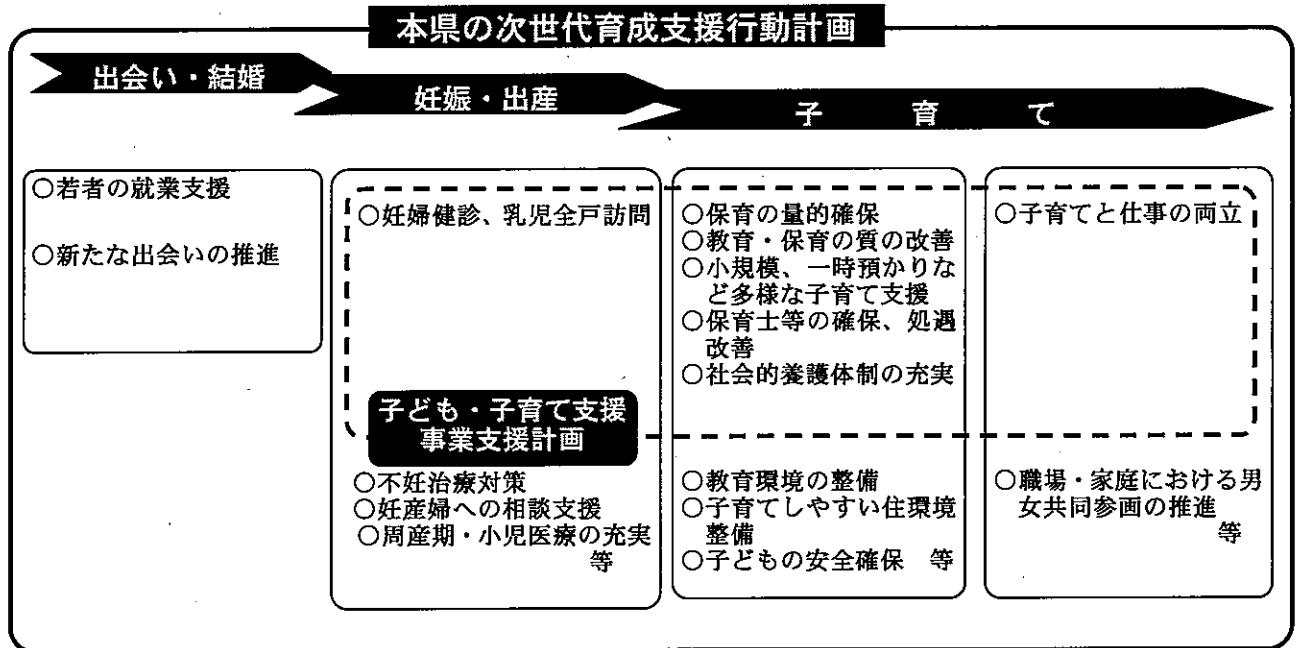 本県の次世代育成支援行動計画
出会い・結婚
妊娠・出産
子育て
○若者の就業支援
○新たな出会いの推進
○妊婦健診、乳児全戸訪問
子ども・子育て支援
事業支援計画
○不妊治療対策
○妊産婦への相談支援
○周産期・小児医療の充実
等
○保育の量的確保
○教育・保育の質の改善
○小規模、一時預かりな
ど多様な子育て支援
○保育士等の確保、処遇
改善
○社会的養護体制の充実
○教育環境の整備
○子育てしやすい住環境
整備
○子どもの安全確保 等
○子育てと仕事の両立
○職場・家庭における男
女共同参画の推進
等